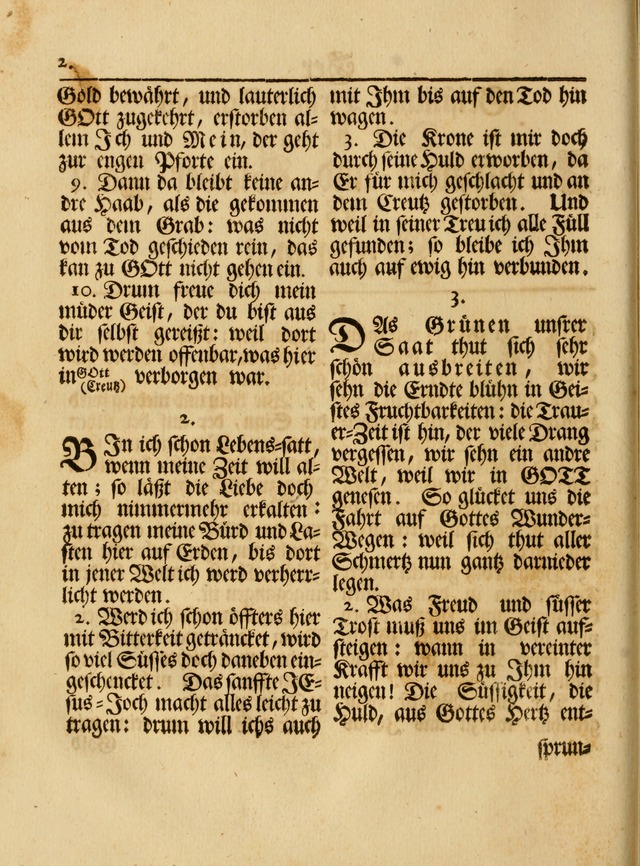 2.
Gold bewährt, und lauterlich
GOtt zugekehrt, erstorben al=
lem Ich und Mein, der geht
zur engen Pforte ein.
9. Dann da bleibt keine an=
dre Haab, als die gekommen
aus dem Grab: was nicht
vom Tod geschieden rein, das
kan zu GOtt nicht gehen ein.
10. Drum freue dich mein
müder Geist, der du bist aus
dir selbst gereißt: weil dort
wird werden offenbar, was hier
in GOtt (Creutz) verborgen war.
2.
BIn ich schon Lebens=satt,
wenn meine Zeit will al=
ten; so läßt die Liebe doch
mich nimmermehr erkalten:
zu tragen meine Bürd und La=
sten hier auf Erden, bis dort
in jener Welt ich werd verherr=
licht werden.
2. Werd ich schon öffters hier
mit Bitterkeit geträncket, wird
so viel Süsses doch daneben ein=
geschencket. Das sanffte JE=
sus=Joch macht alles leicht zu
tragen: drum will ichs auch
mit Ihm bis auf den Tod hin
wagen.
3. Die Krone ist mir doch
durch seine Huld erworben, da
Er für mich geschlacht und an
dem Creutz gestorben. Und
weil in seiner Treu ich alle Füll
gefunden; so bleibe ich Ihm
auch auf ewig hin verbunden.
3.
DAs Grünen unsrer
Saat thut sich sehr
schön ausbreiten, wir
sehn die Erndte blühn in Gei=
stes Fruchtbarkeiten: die Trau=
er=Zeit ist hin, der viele Drang
vergessen, wir sehn ein andre
Welt, weil wir in GOTT
genesen. So glücket uns die
Fahrt auf Gottes Wunder=
Wegen: weil sich thut aller
Schmertz nun gantz darnieder
legen.
2. Was Freud und süsser
Trost muß uns im Geist auf=
steigen: wann in vereinter
Krafft wir uns zu Ihm hin
neigen! Die Süssigkeit, die
Huld, aus Gottes Hertz ent=
sprun=